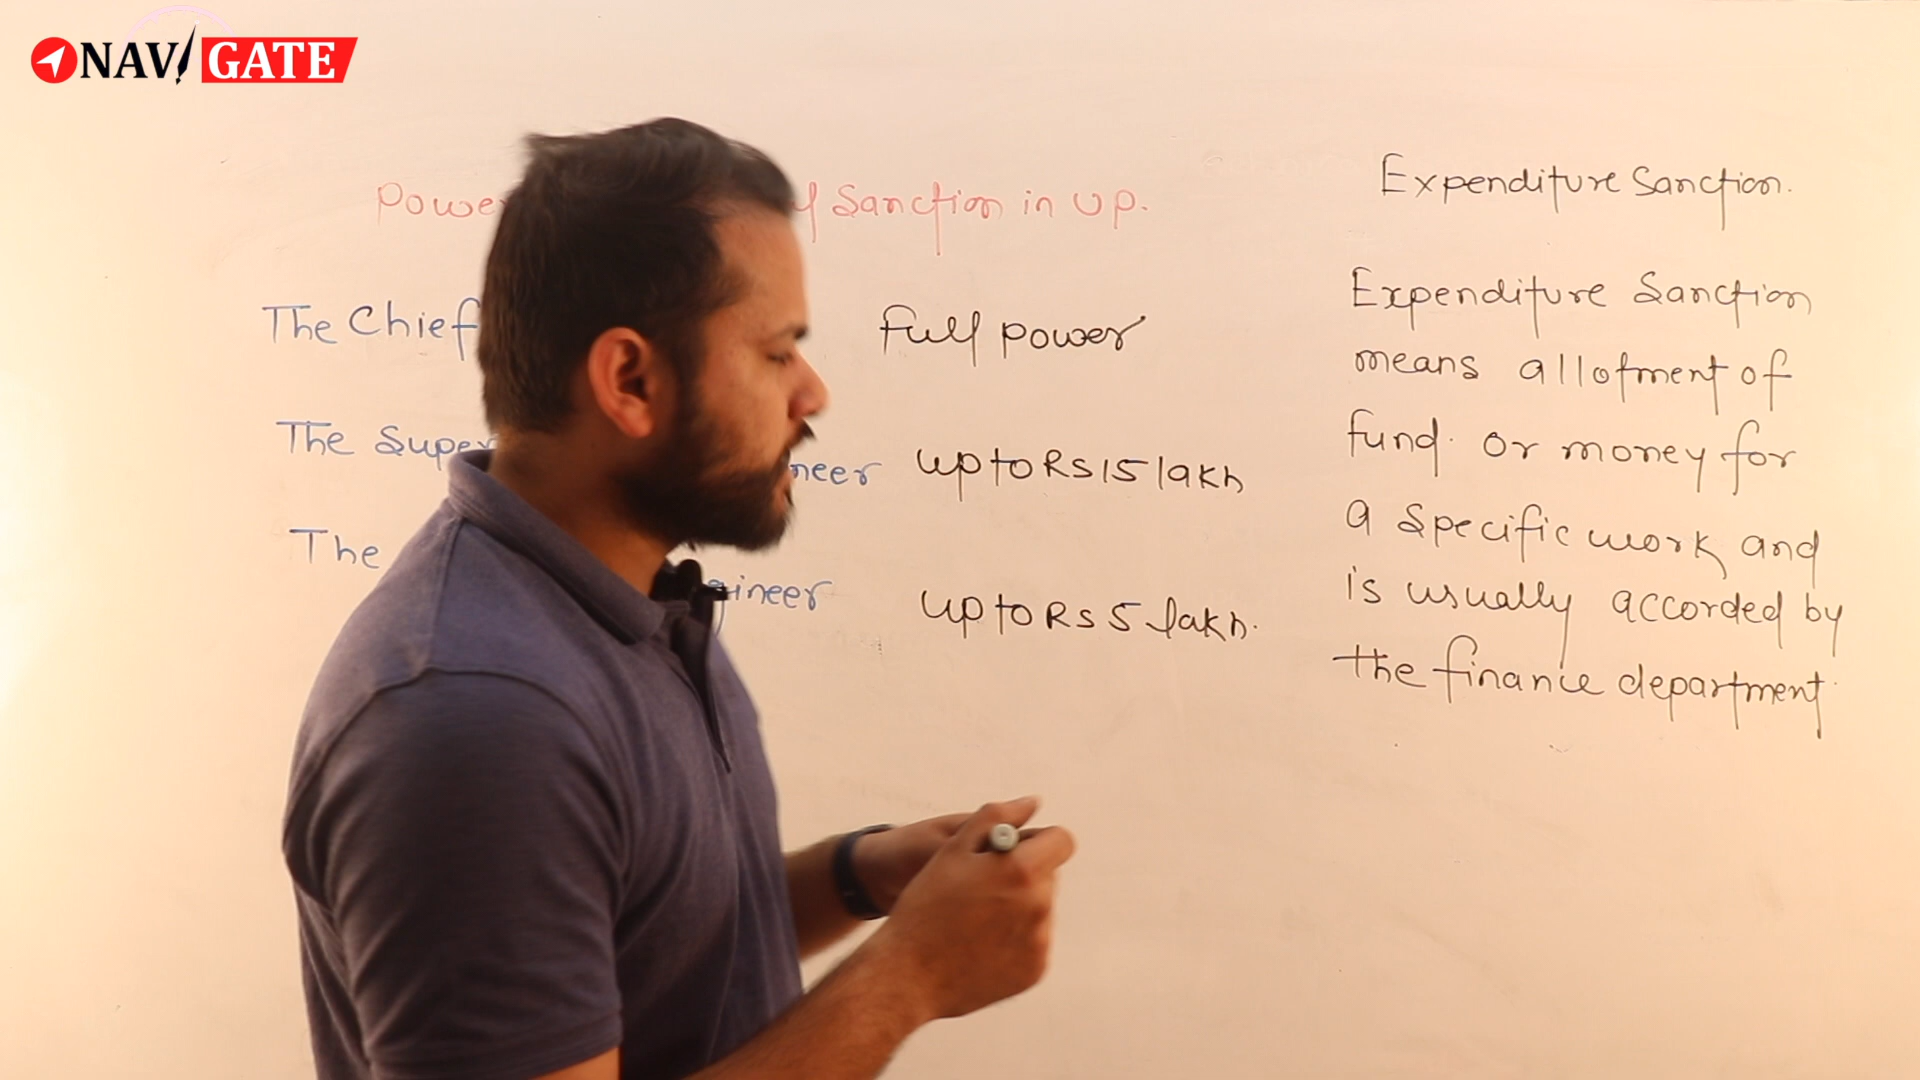 NAVIGATE
Sanction in UP.
The Chief
Full power
The
neer upto Rs 15 lakh
The
gineer
upto Rs 5 lakh.
Expenditure Sanction.
Expenditure Sanction
means allotment of
fund. or money for
a specific work and
is usually accorded by
the finance department.